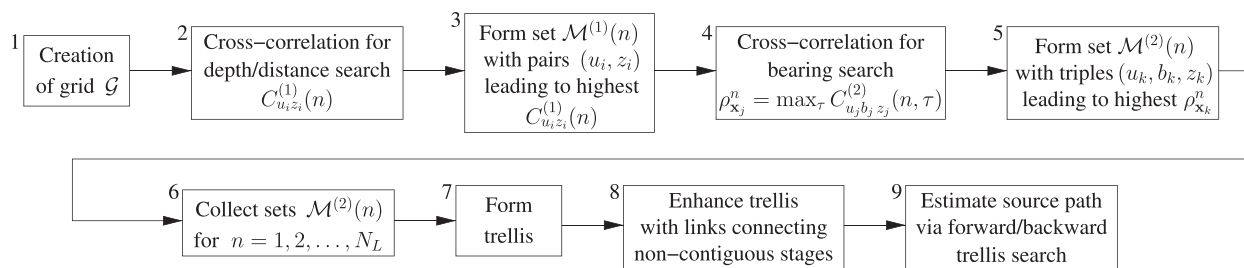 1
Creation
of grid 𝒢
2
Cross−correlation for
depth/distance search
C^{(1)}_{u_i z_i}(n)
3
Form set ℳ^{(1)}(n)
with pairs (u_i, z_i)
leading to highest
C^{(1)}_{u_i z_i}(n)
4
Cross−correlation for
bearing search
ρ^n_{𝐱_j} = max_τ C^{(2)}_{u_j b_j z_j}(n, τ)
5
Form set ℳ^{(2)}(n)
with triples (u_k, b_k, z_k)
leading to highest ρ^n_{𝐱_k}
6
Collect sets ℳ^{(2)}(n)
for n = 1, 2, . . . , N_L
7
Form
trellis
8
Enhance trellis
with links connecting
non−contiguous stages
9
Estimate source path
via forward/backward
trellis search